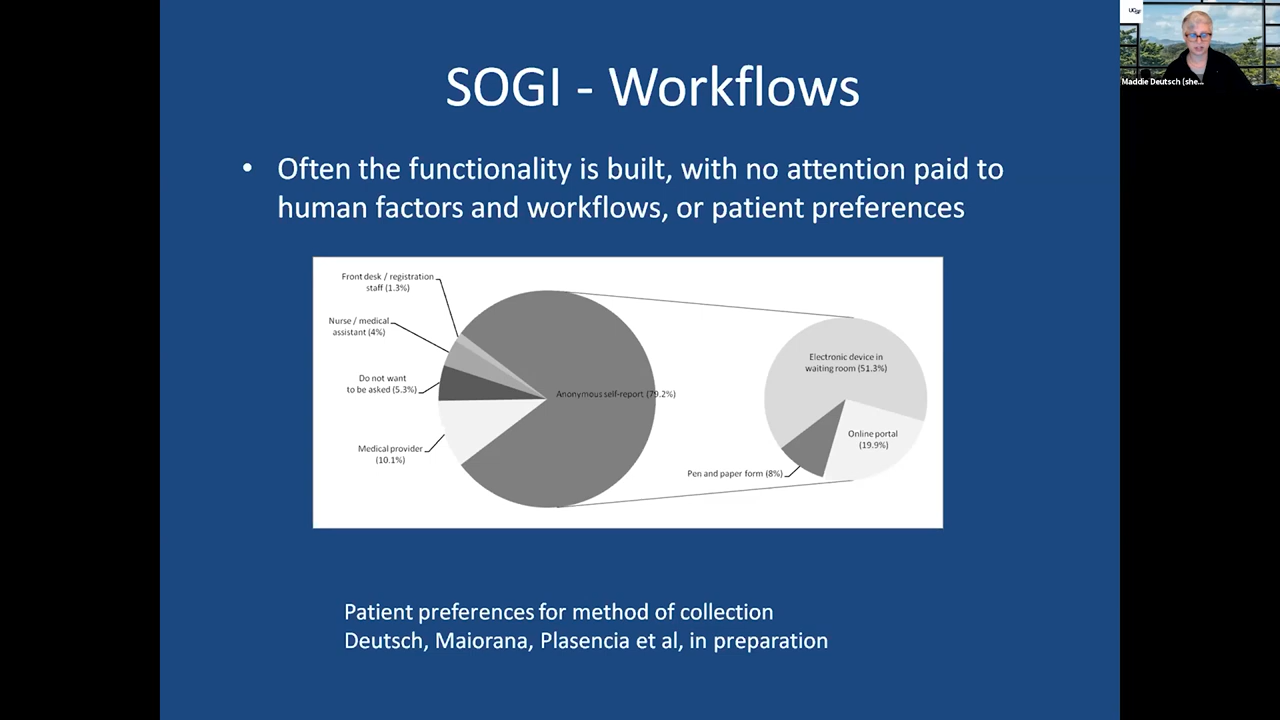 SOGI - Workflows
• Often the functionality is built, with no attention paid to
human factors and workflows, or patient preferences
Front desk / registration
staff (1.3%)
Nurse / medical
assistant (4%)
Do not want
to be asked (5.3%)
Medical provider
(10.1%)
Anonymous self-report (79.2%)
Electronic device in
waiting room (51.3%)
Online portal
(19.9%)
Pen and paper form (8%)
Patient preferences for method of collection
Deutsch, Maiorana, Plasencia et al, in preparation
Maddie Deutsch (she...